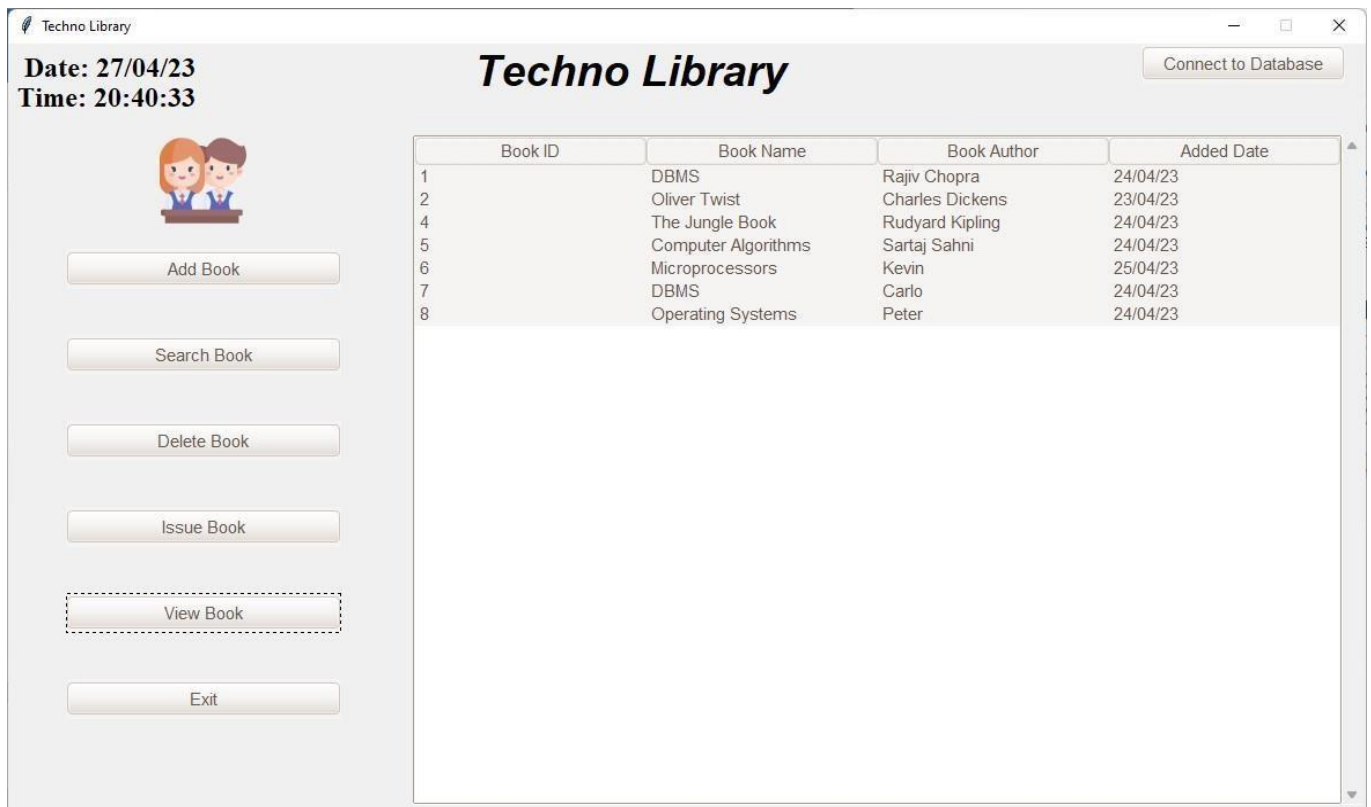 Techno Library
Date: 27/04/23
Time: 20:40:33
Techno Library
Connect to Database
Add Book
Search Book
Delete Book
Issue Book
View Book
Exit
Book ID Book Name Book Author Added Date
1 DBMS Rajiv Chopra 24/04/23
2 Oliver Twist Charles Dickens 23/04/23
4 The Jungle Book Rudyard Kipling 24/04/23
5 Computer Algorithms Sartaj Sahni 24/04/23
6 Microprocessors Kevin 25/04/23
7 DBMS Carlo 24/04/23
8 Operating Systems Peter 24/04/23